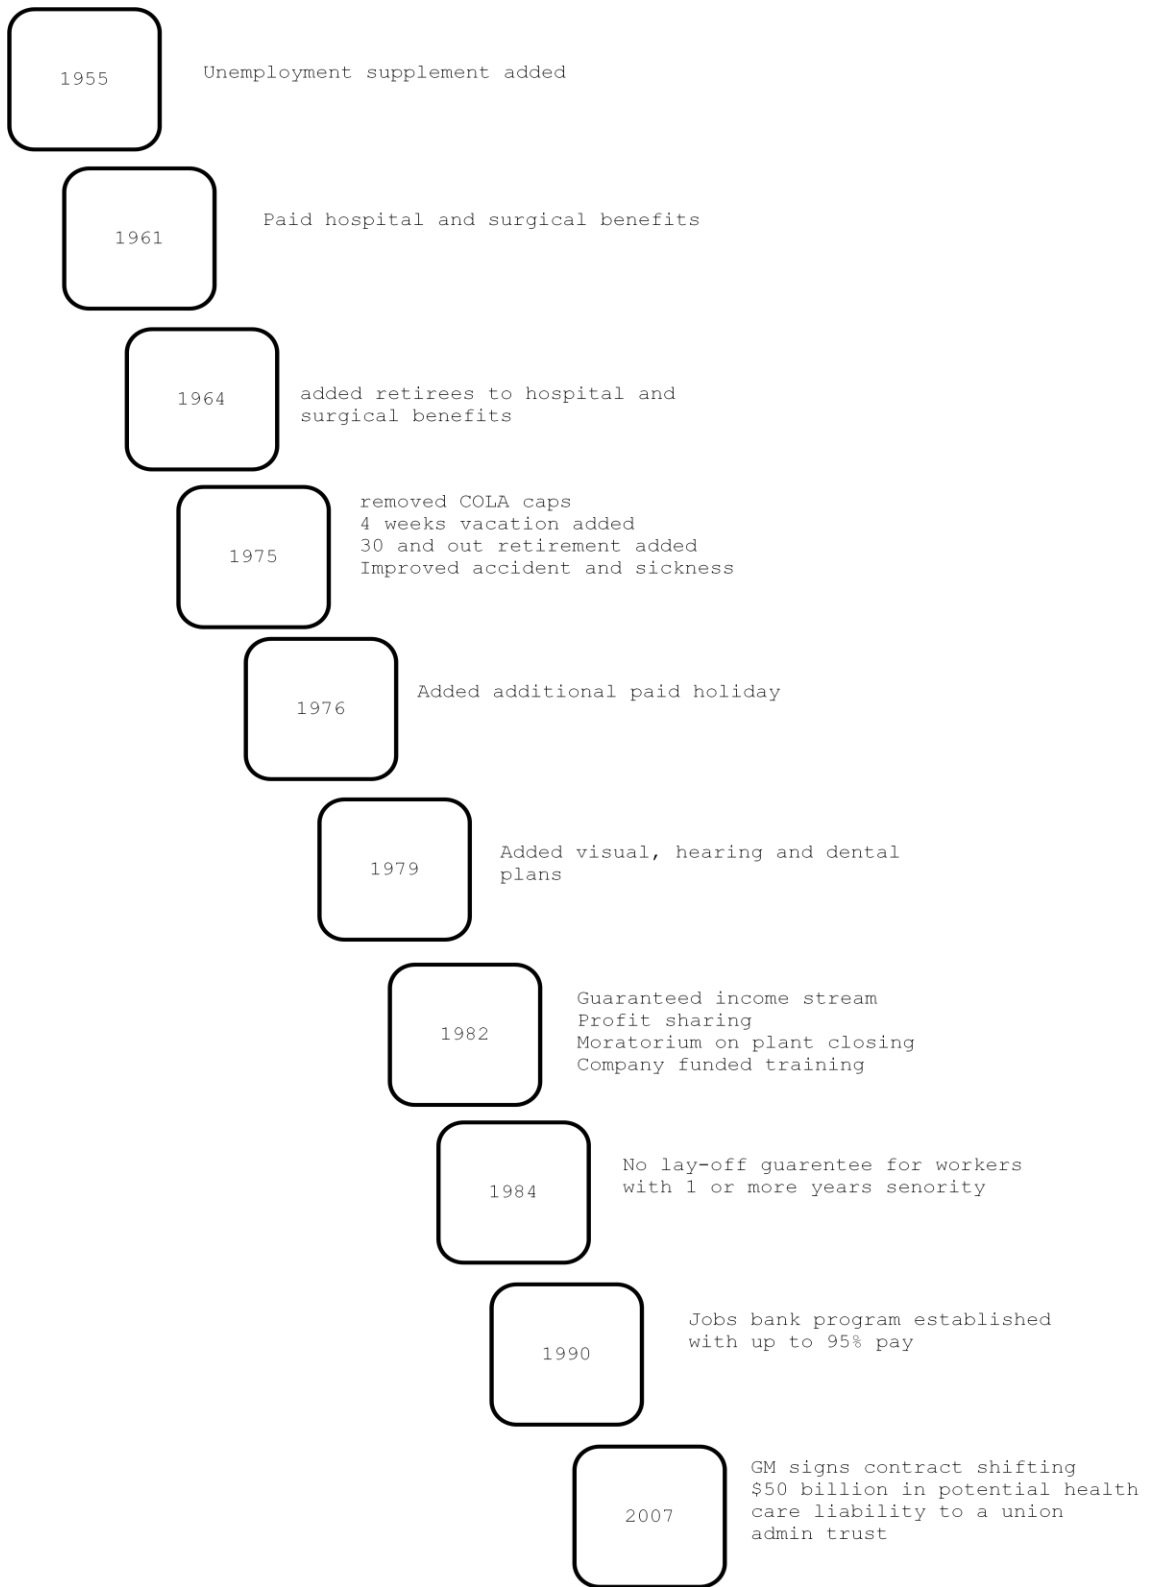 1955
Unemployment supplement added
1961
Paid hospital and surgical benefits
1964
added retirees to hospital and
surgical benefits
1975
removed COLA caps
4 weeks vacation added
30 and out retirement added
Improved accident and sickness
1976
Added additional paid holiday
1979
Added visual, hearing and dental
plans
1982
Guaranteed income stream
Profit sharing
Moratorium on plant closing
Company funded training
1984
No lay-off guarentee for workers
with 1 or more years senority
1990
Jobs bank program established
with up to 95% pay
2007
GM signs contract shifting
$50 billion in potential health
care liability to a union
admin trust